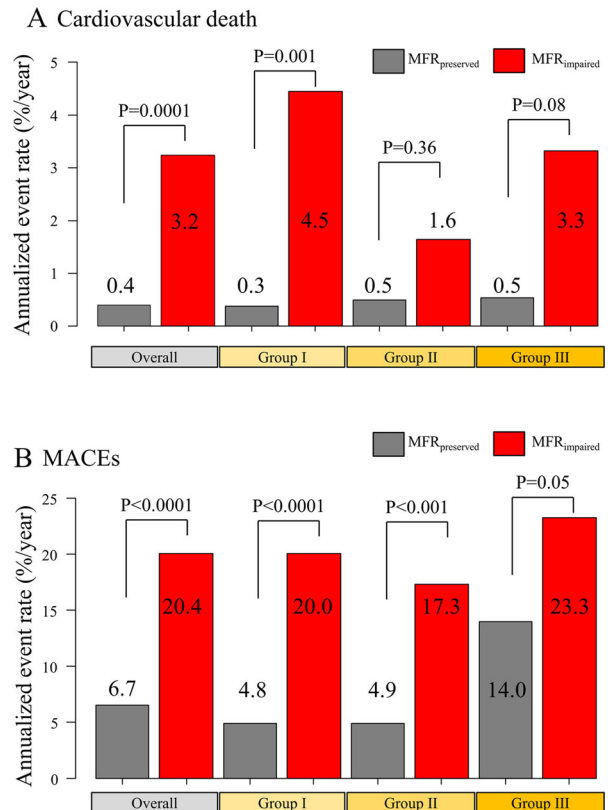 A Cardiovascular death
MFRpreserved MFRimpaired
Annualized event rate (%/year)
5
4
3
2
1
0
P=0.0001
P=0.001
P=0.36
P=0.08
0.4 3.2 0.3 4.5 0.5 1.6 0.5 3.3
Overall Group I Group II Group III
B MACEs
MFRpreserved MFRimpaired
Annualized event rate (%/year)
25
20
15
10
5
0
P<0.0001
P<0.0001
P<0.001
P=0.05
6.7 20.4 4.8 20.0 4.9 17.3 14.0 23.3
Overall Group I Group II Group III